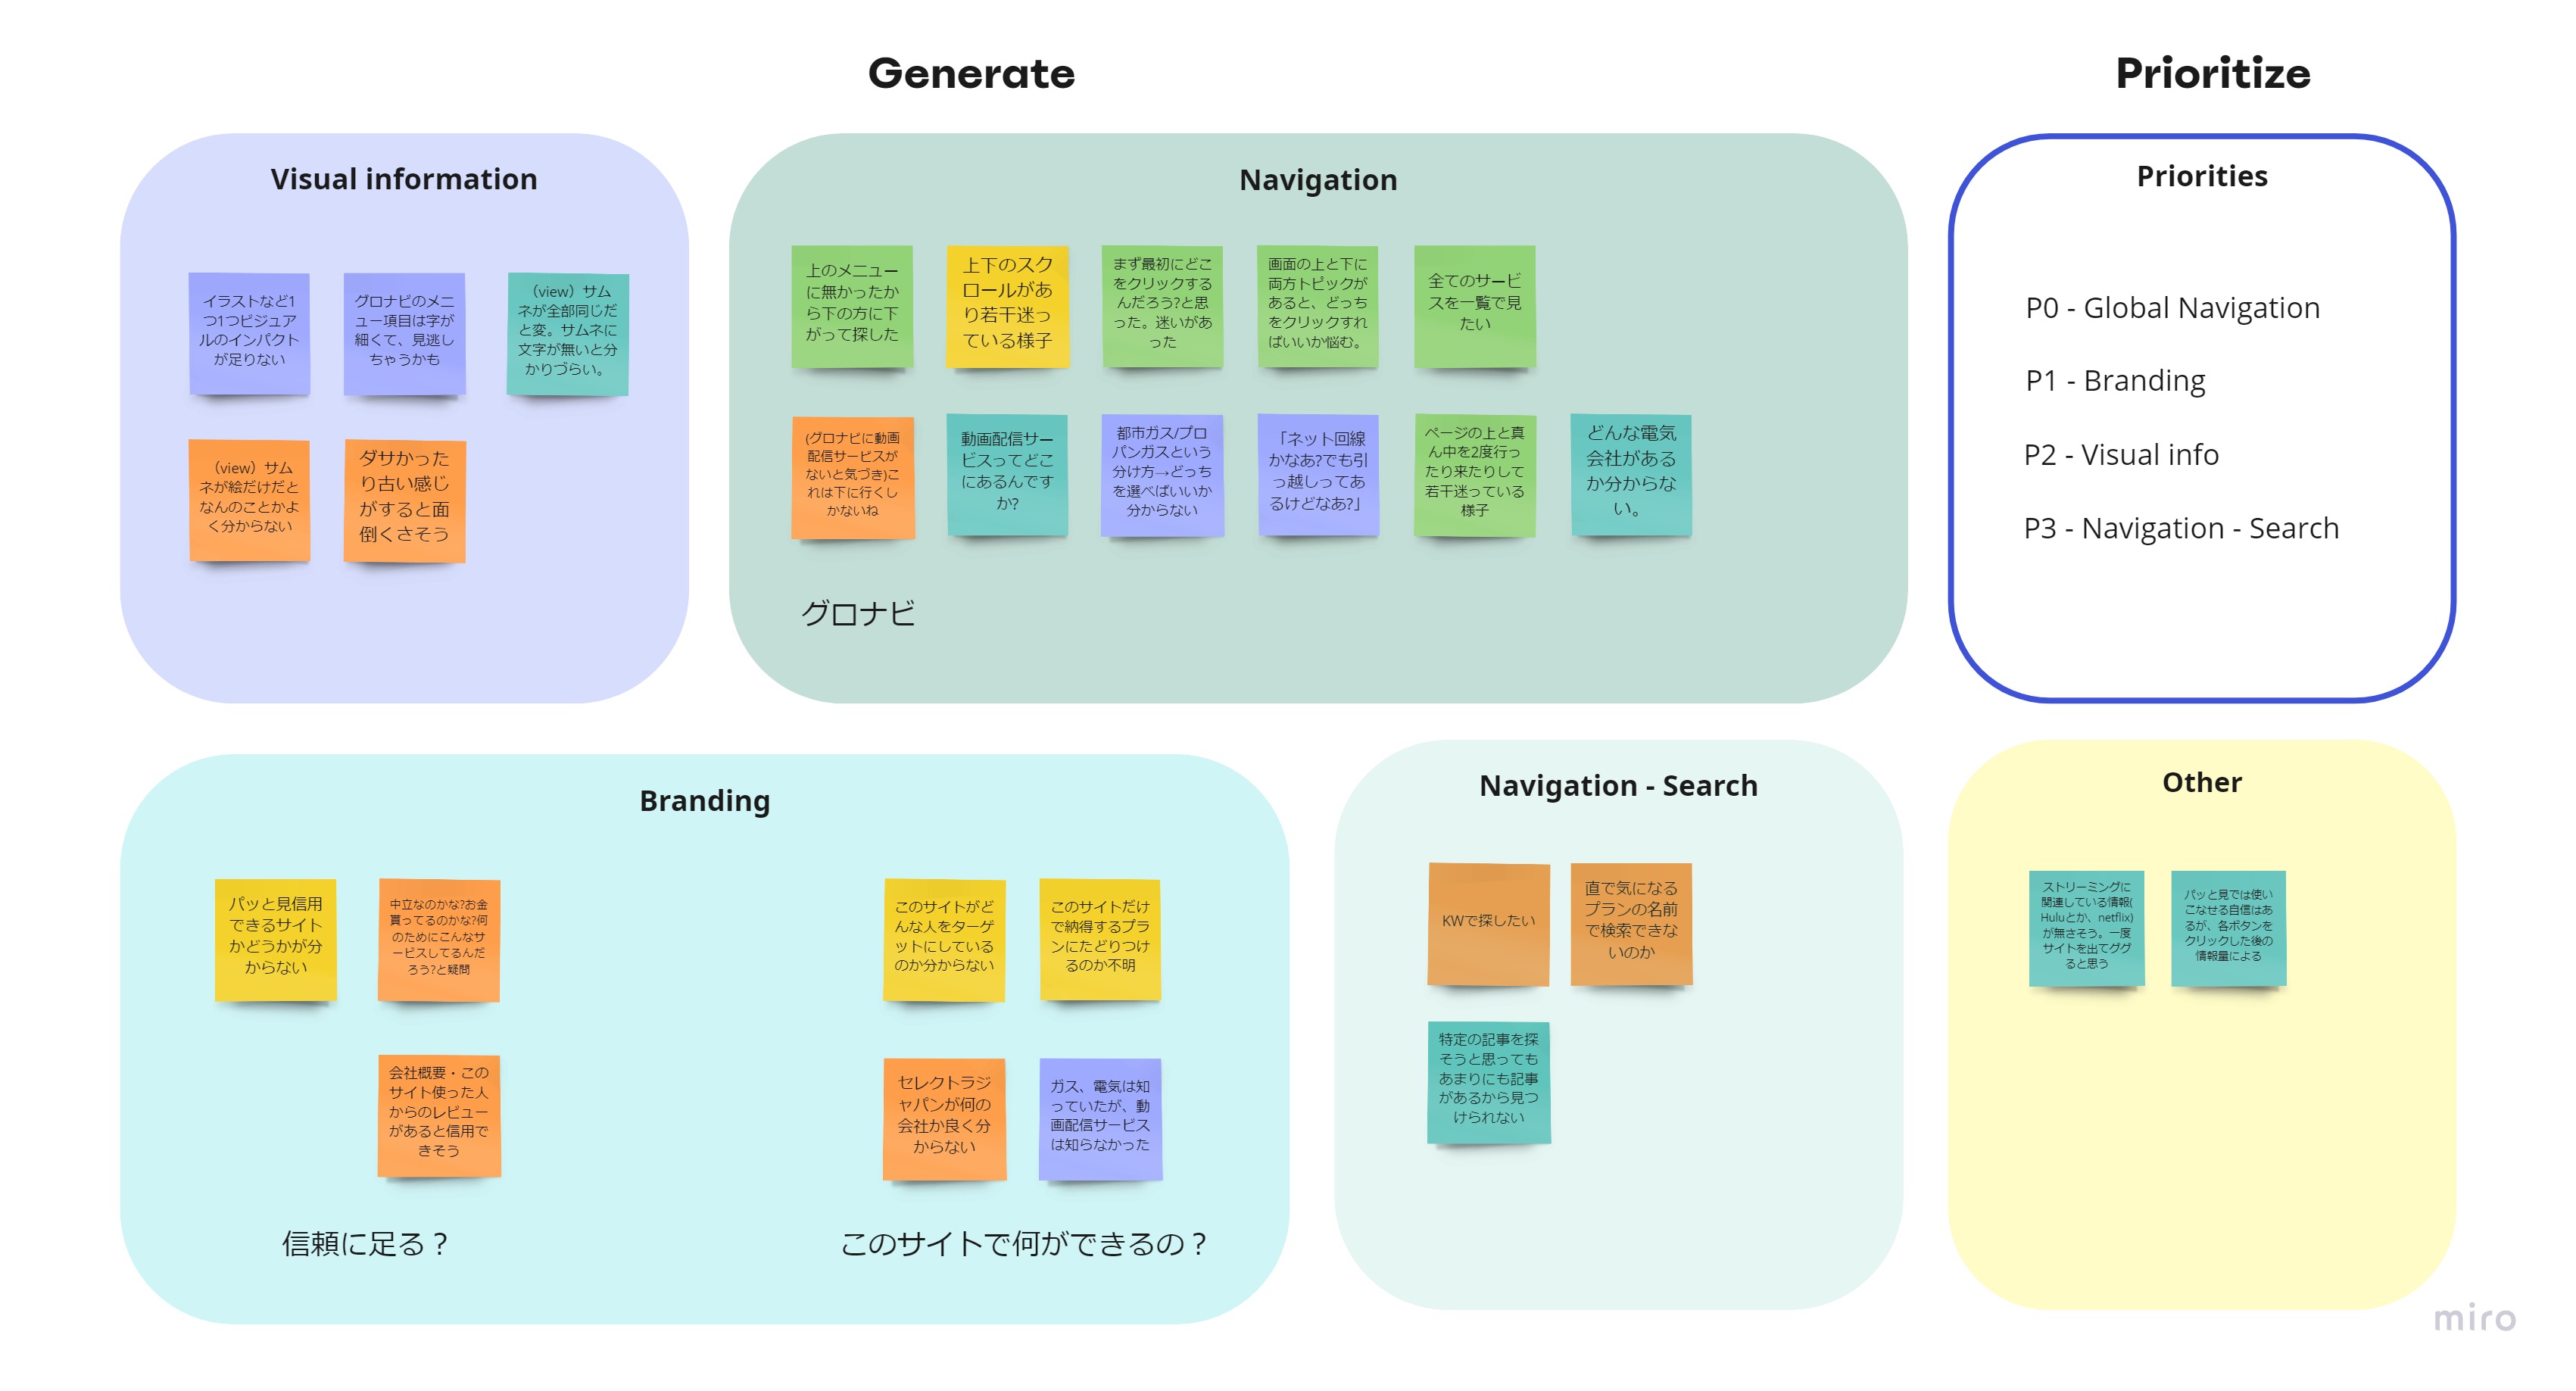 Generate
Prioritize
Visual information
イラストなど1
つ1つビジュア
ルのインパクト
が足りない
グロナビのメニ
ュー項目は字が
細くて、見逃し
ちゃうかも
（view）サム
ネが全部同じだ
と変。サムネに
文字が無いと分
かりづらい。
（view）サム
ネが絵だけだと
なんのことかよ
く分からない
ダサかった
り古い感じ
がすると面
倒くさそう
Navigation
上のメニュー
に無かったか
ら下の方に下
がって探した
上下のスク
ロールがあ
り若干迷っ
ている様子
まず最初にどこ
をクリックする
んだろう?と思
った。迷いがあ
った
画面の上と下に
両方トピックが
あると、どっち
をクリックすれ
ばいいか悩む。
全てのサービ
スを一覧で見
たい
(グロナビに動画
配信サービスが
ないと気づき)こ
れは下に行くし
かないね
動画配信サー
ビスってどこ
にあるんです
か?
都市ガス/プロ
パンガスという
分け方→どっち
を選べばいいか
分からない
「ネット回線
かなあ?でも引
っ越しってあ
るけどなあ?」
ページの上と真
ん中を2度行っ
たり来たりして
若干迷っている
様子
どんな電気
会社がある
か分からな
い。
グロナビ
Priorities
P0 - Global Navigation
P1 - Branding
P2 - Visual info
P3 - Navigation - Search
Branding
パッと見信用
できるサイト
かどうかが分
からない
中立なのかな?お金
貰ってるのかな?何
のためにこんなサ
ービスしてるんだ
ろう?と疑問
会社概要・この
サイト使った人
からのレビュー
があると信用で
きそう
信頼に足る？
このサイトがど
んな人をターゲ
ットにしている
のか分からない
このサイトだけ
で納得するプラ
ンにたどりつけ
るのか不明
セレクトラジ
ャパンが何の
会社か良く分
からない
ガス、電気は知
っていたが、動
画配信サービス
は知らなかった
このサイトで何ができるの？
Navigation - Search
KWで探したい
直で気になる
プランの名前
で検索できな
いのか
特定の記事を探
そうと思っても
あまりにも記事
があるから見つ
けられない
Other
ストリーミングに
関連している情報(
Huluとか、netflix)
が無さそう。一度
サイトを出てググ
ると思う
パッと見では使い
こなせる自信はあ
るが、各ボタンを
クリックした後の
情報量による
miro